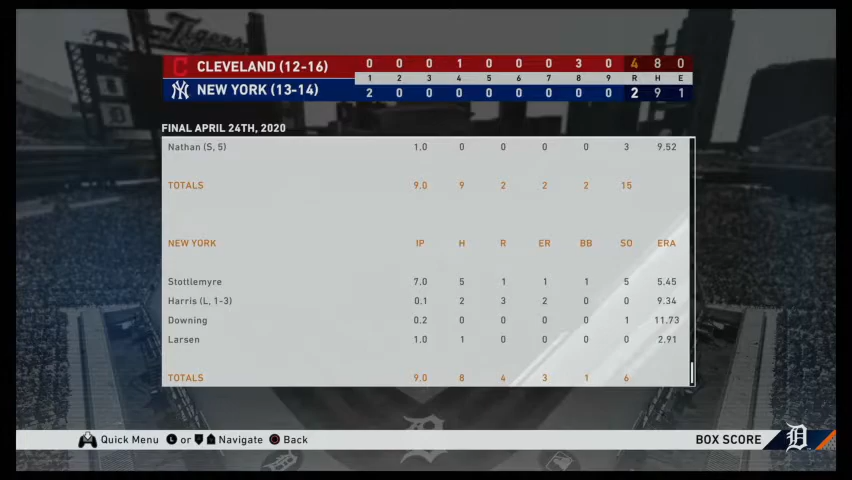 Tigers
CLEVELAND (12-16) 0 0 0 1 0 0 0 3 0 4 8 0
1 2 3 4 5 6 7 8 9 R H E
NEW YORK (13-14) 2 0 0 0 0 0 0 0 0 2 9 1
FINAL APRIL 24TH, 2020
Nathan (S, 5) 1.0 0 0 0 0 3 9.52
TOTALS 9.0 9 2 2 2 15
NEW YORK IP H R ER BB SO ERA
Stottlemyre 7.0 5 1 1 1 5 5.45
Harris (L, 1-3) 0.1 2 3 2 0 0 9.34
Downing 0.2 0 0 0 0 1 11.73
Larsen 1.0 1 0 0 0 0 2.91
TOTALS 9.0 8 4 3 1 6
Quick Menu L or Navigate Back
BOX SCORE D